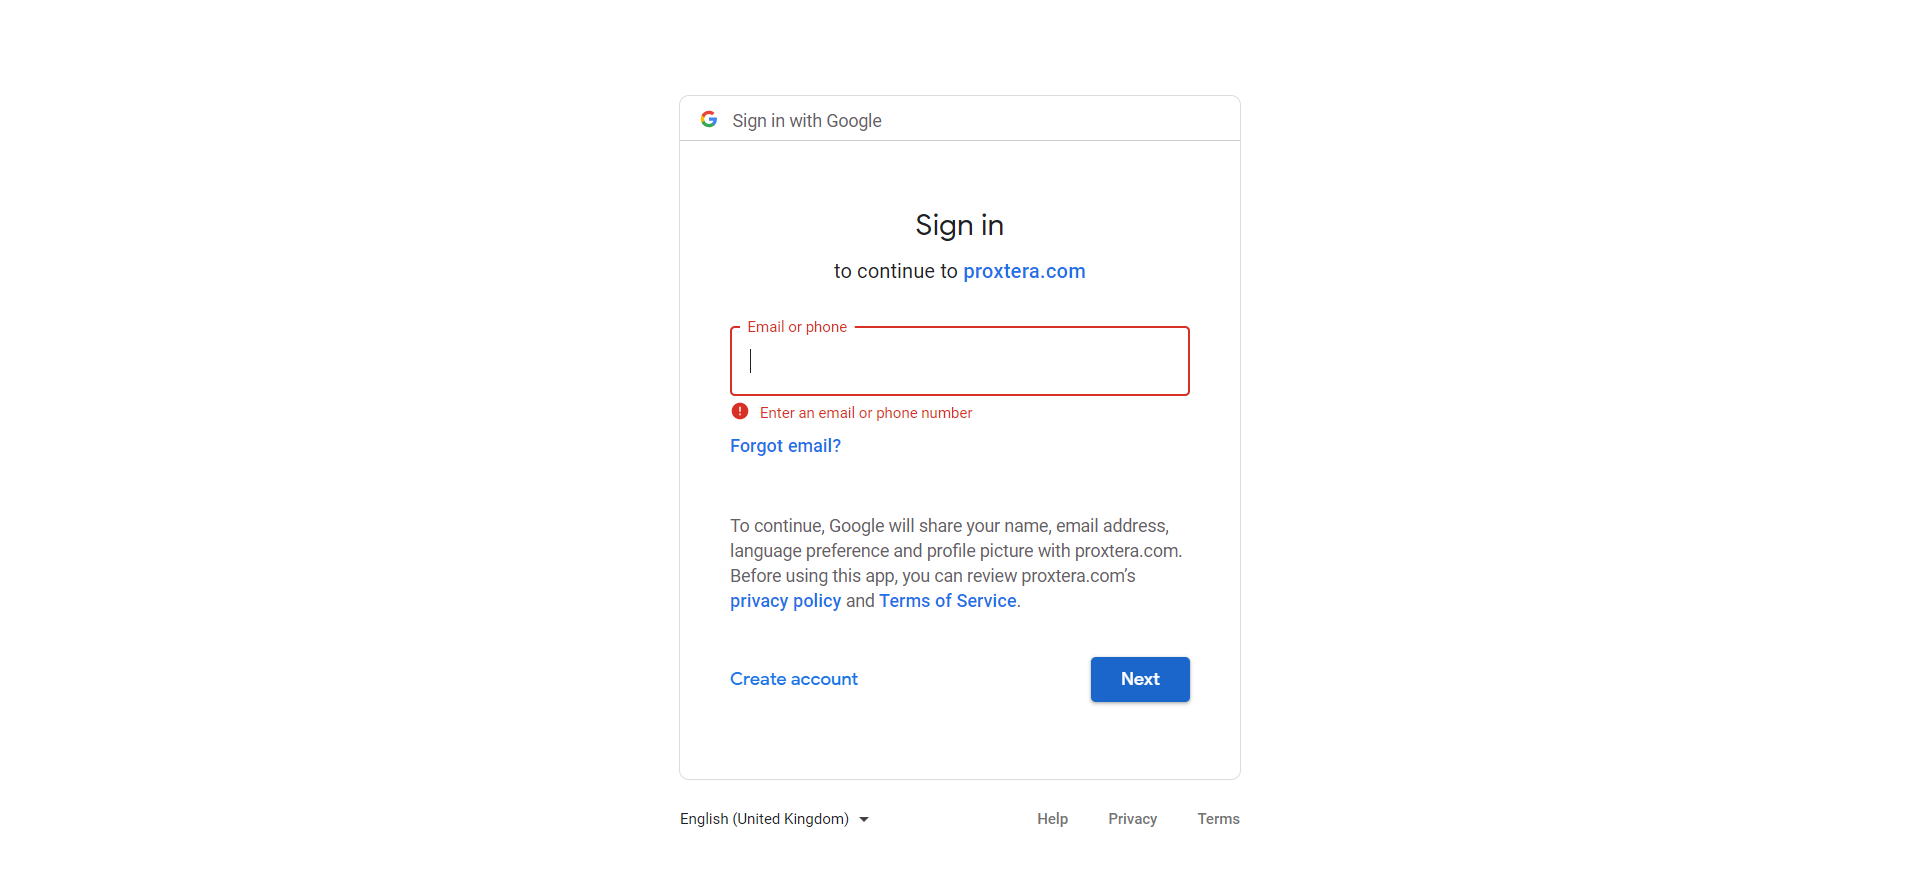 Sign in with Google
Sign in
to continue to proxtera.com
Email or phone
Enter an email or phone number
Forgot email?
To continue, Google will share your name, email address,
language preference and profile picture with proxtera.com.
Before using this app, you can review proxtera.com’s
privacy policy and Terms of Service.
Create account
Next
English (United Kingdom)
Help
Privacy
Terms